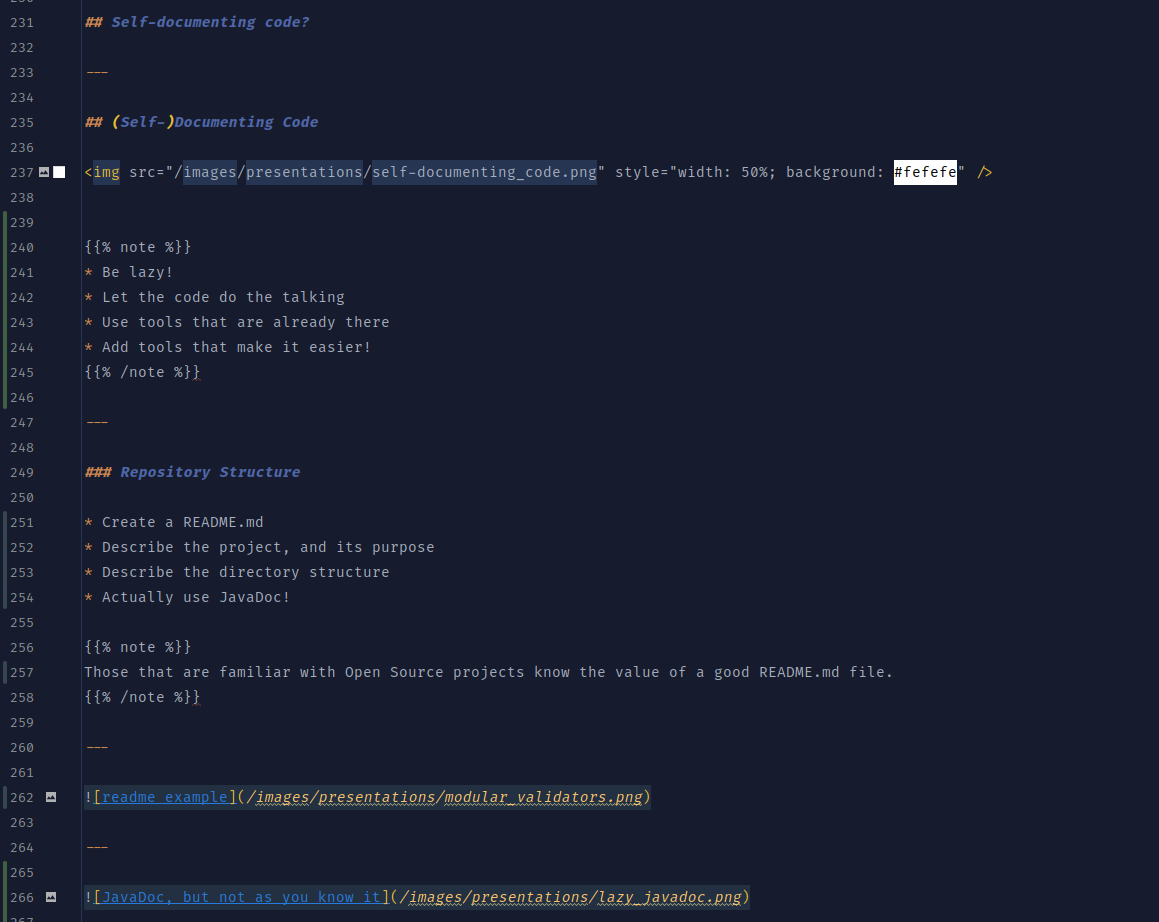 231 ## Self-documenting code?
232
233 ---
234
235 ## (Self-)Documenting Code
236
237 <img src="/images/presentations/self-documenting_code.png" style="width: 50%; background: #fefefe" />
238
239
240 {{% note %}}
241 * Be lazy!
242 * Let the code do the talking
243 * Use tools that are already there
244 * Add tools that make it easier!
245 {{% /note %}}
246
247 ---
248
249 ### Repository Structure
250
251 * Create a README.md
252 * Describe the project, and its purpose
253 * Describe the directory structure
254 * Actually use JavaDoc!
255
256 {{% note %}}
257 Those that are familiar with Open Source projects know the value of a good README.md file.
258 {{% /note %}}
259
260 ---
261
262 ![readme example](/images/presentations/modular_validators.png)
263
264 ---
265
266 ![JavaDoc, but not as you know it](/images/presentations/lazy_javadoc.png)